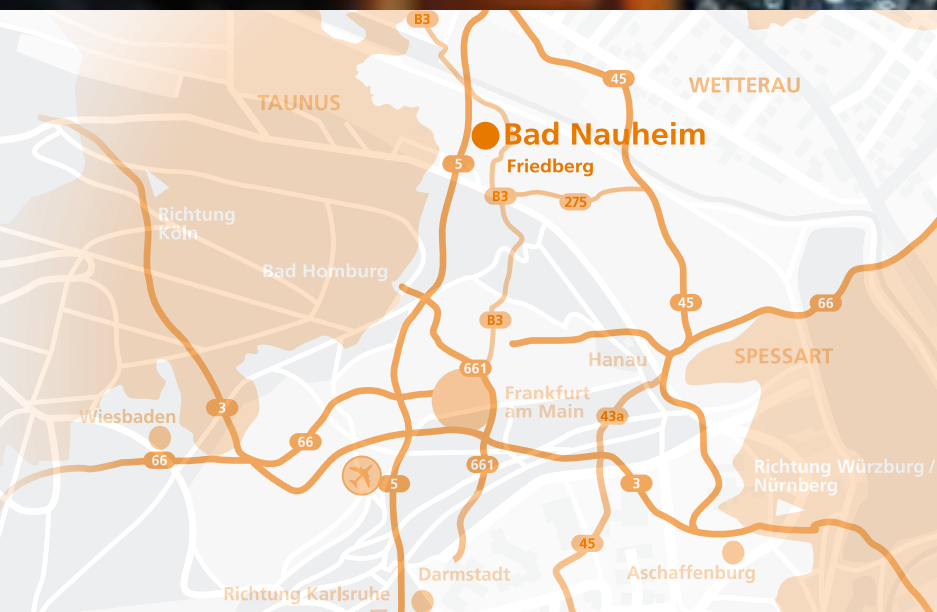 B3
45
WETTERAU
TAUNUS
Bad Nauheim
Friedberg
5
B3
275
Richtung
Köln
Bad Homburg
45
66
B3
Hanau
SPESSART
661
Frankfurt
am Main
3
Wiesbaden
43a
66
66
661
5
3
Richtung Würzburg /
Nürnberg
45
Darmstadt
Aschaffenburg
Richtung Karlsruhe